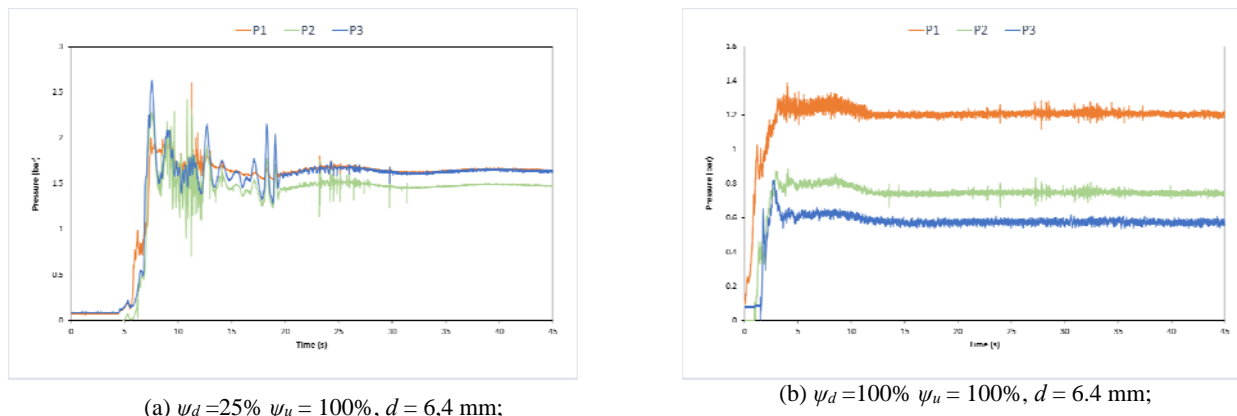 P1 P2 P3
3
2.5
2
1.5
1
0.5
0
Pressure (bar)
0 5 10 15 20 25 30 35 40 45
Time (s)
(a) ψd =25% ψu = 100%, d = 6,4 mm;
P1 P2 P3
1.6
1.4
1.2
1
0.8
0.6
0.4
0.2
0
Pressure (bar)
0 5 10 15 20 25 30 35 40 45
Time (s)
(b) ψd =100% ψu = 100%, d = 6.4 mm;